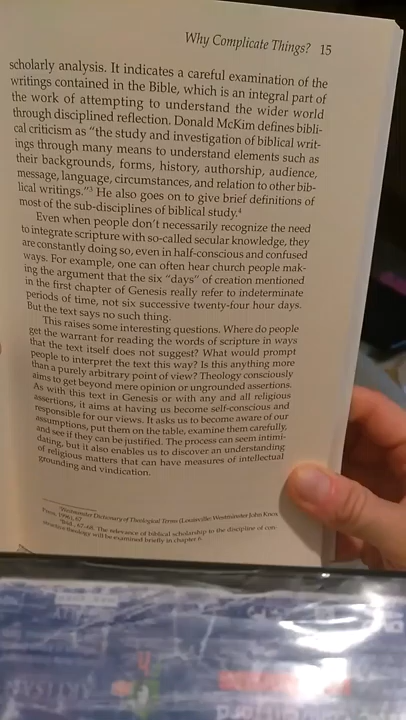 Why Complicate Things? 15
scholarly analysis. It indicates a careful examination of the
writings contained in the Bible, which is an integral part of
the work of attempting to understand the wider world
through disciplined reflection. Donald McKim defines bibli-
cal criticism as "the study and investigation of biblical writ-
ings through many means to understand elements such as
their backgrounds, forms, history, authorship, audience,
message, language, circumstances, and relation to other bib-
lical writings."3 He also goes on to give brief definitions of
most of the sub-disciplines of biblical study.4
Even when people don't necessarily recognize the need
to integrate scripture with so-called secular knowledge, they
are constantly doing so, even in half-conscious and confused
ways. For example, one can often hear church people mak-
ing the argument that the six "days" of creation mentioned
in the first chapter of Genesis really refer to indeterminate
periods of time, not six successive twenty-four hour days.
But the text says no such thing.
This raises some interesting questions. Where do people
get the warrant for reading the words of scripture in ways
that the text itself does not suggest? What would prompt
people to interpret the text this way? Is this anything more
than a purely arbitrary point of view? Theology consciously
aims to get beyond mere opinion or ungrounded assertions.
As with this text in Genesis or with any and all religious
assertions, it aims at having us become self-conscious and
responsible for our views. It asks us to become aware of our
assumptions, put them on the table, examine them carefully,
and see if they can be justified. The process can seem intimi-
dating, but it also enables us to discover an understanding
of religious matters that can have measures of intellectual
grounding and vindication.
3Westminster Dictionary of Theological Terms (Louisville: Westminster John Knox
Press, 1996), 67
4Ibid., 67-68. The relevance of biblical scholarship to the discipline of con-
structive theology will be examined briefly in chapter